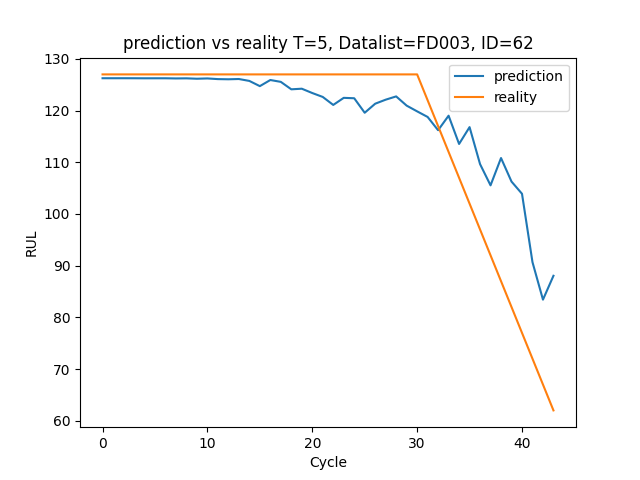 prediction vs reality T=5, Datalist=FD003, ID=62
prediction
reality
RUL
130
120
110
100
90
80
70
60
0 10 20 30 40
Cycle